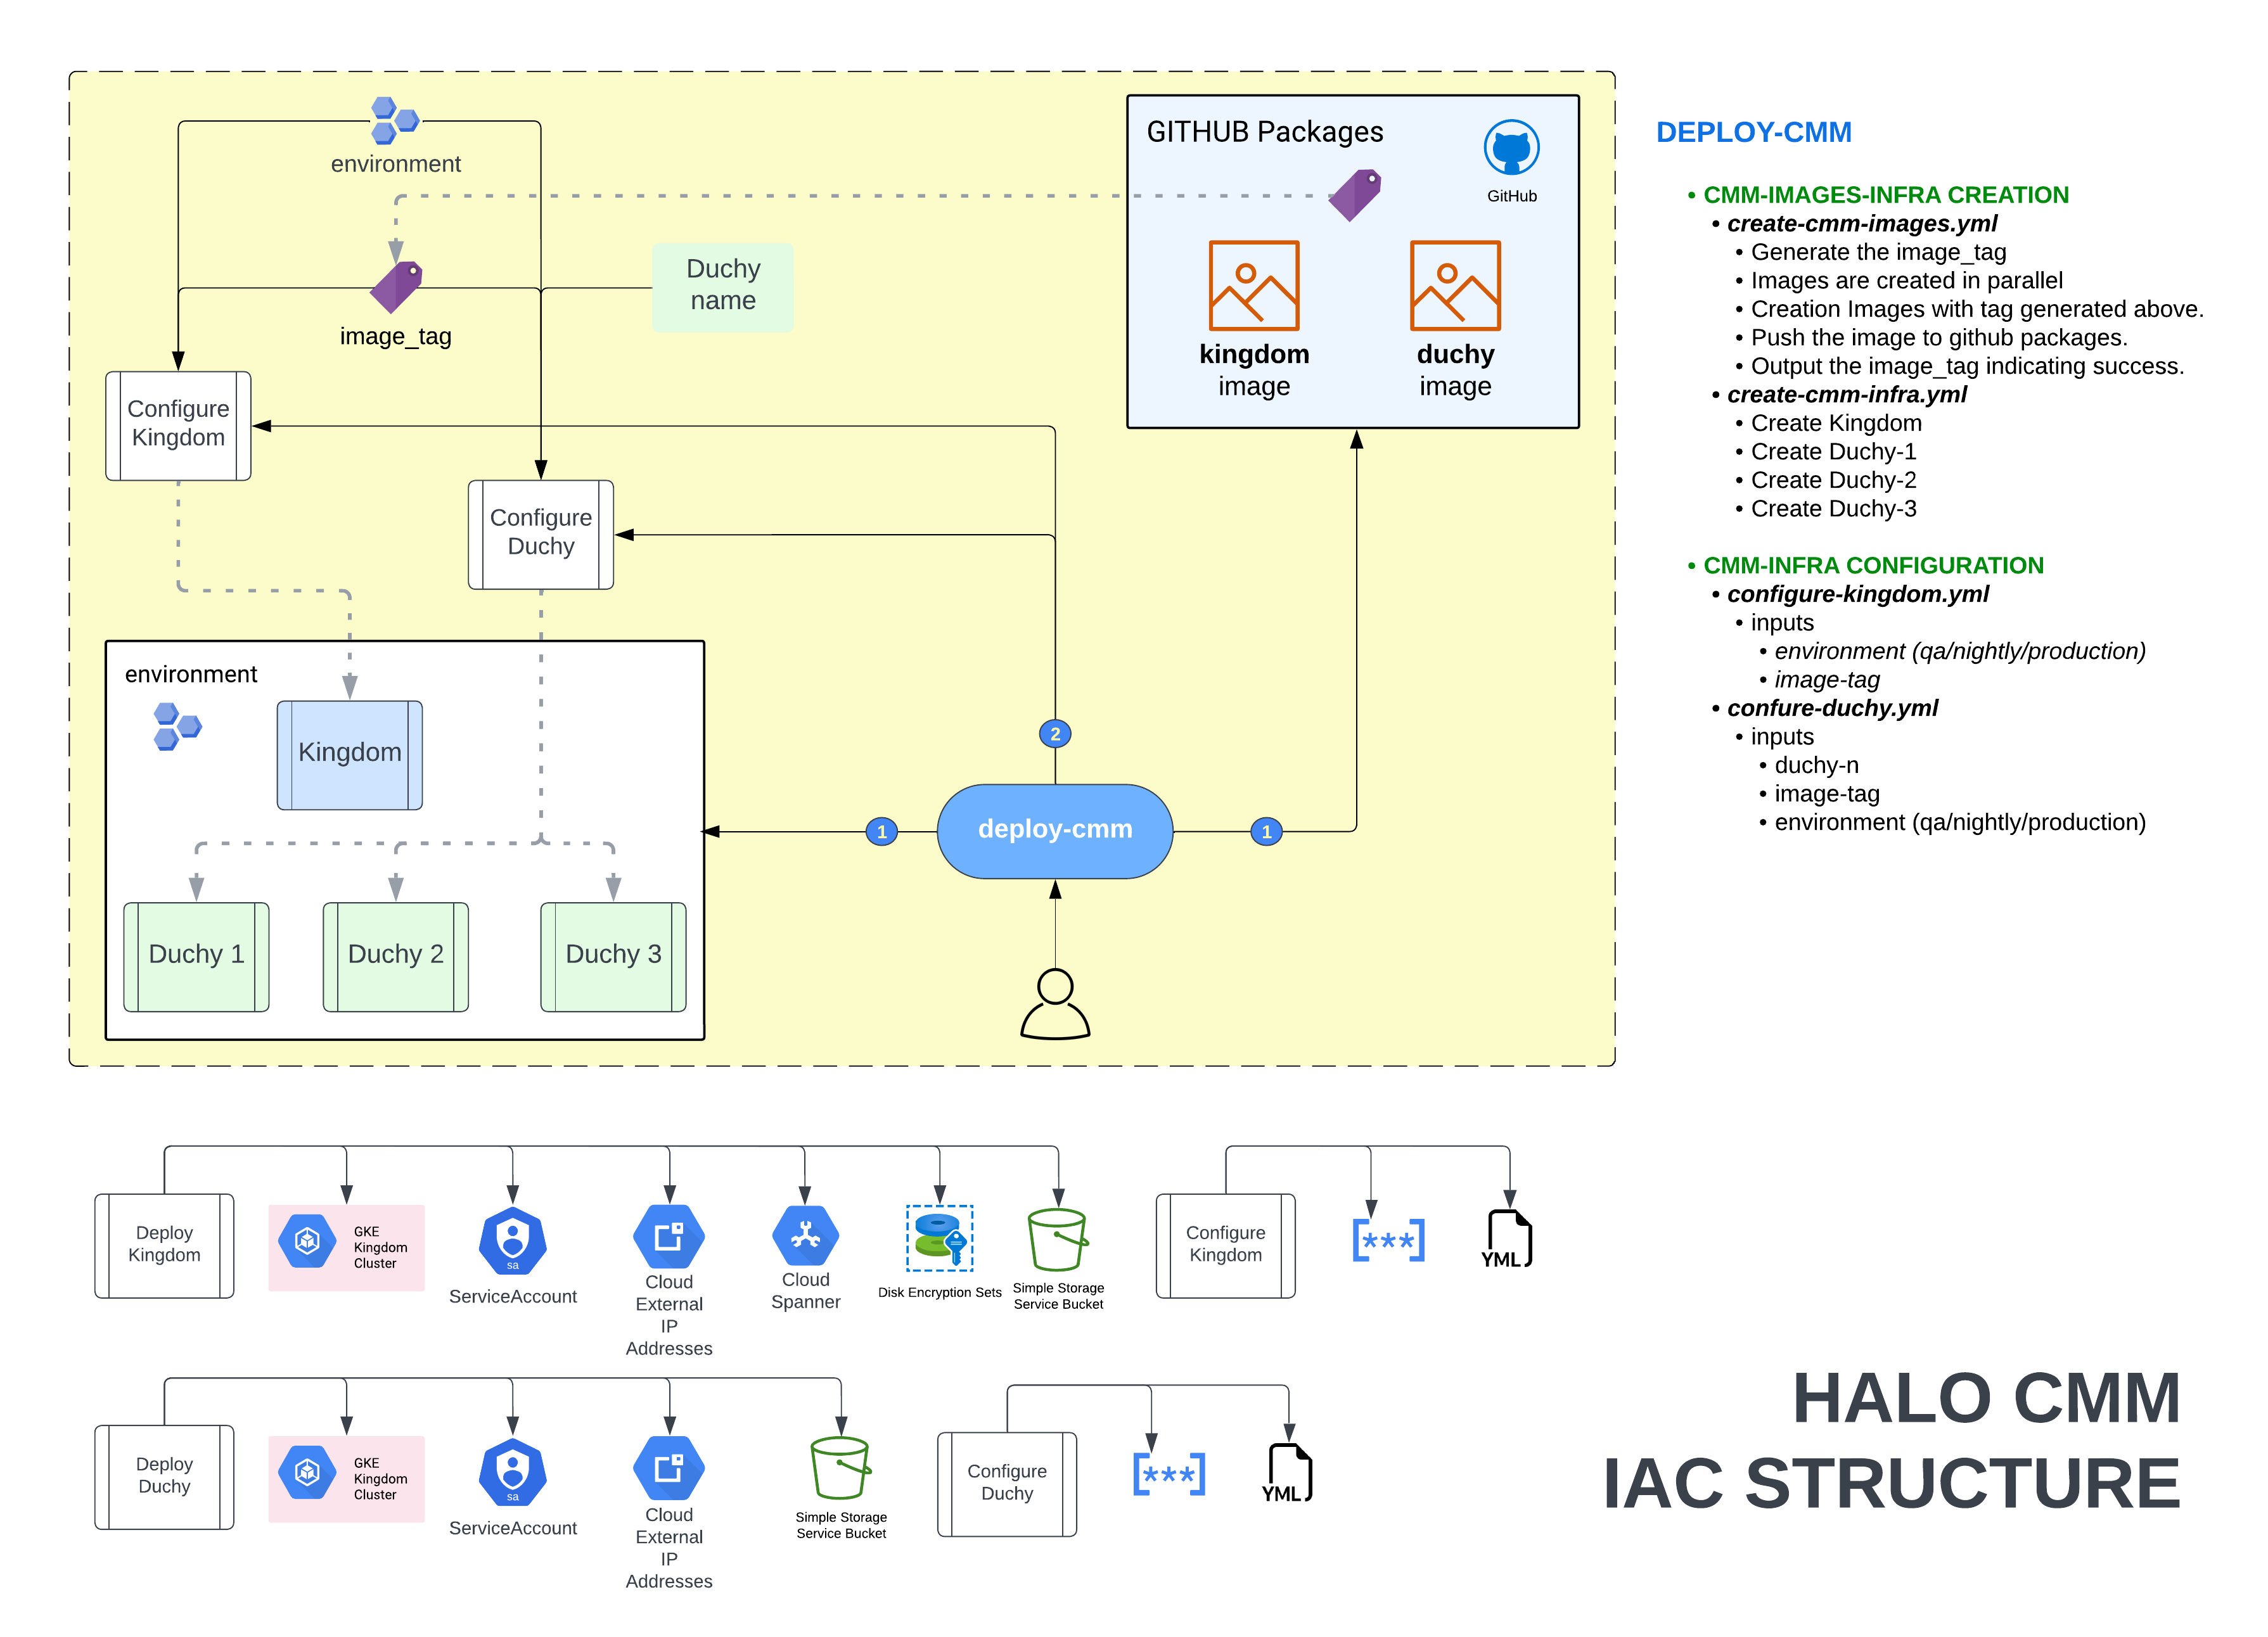 environment
GITHUB Packages
GitHub
Duchy
name
image_tag
kingdom
image
duchy
image
Configure
Kingdom
Configure
Duchy
environment
Kingdom
2
1
deploy-cmm
1
Duchy 1
Duchy 2
Duchy 3
DEPLOY-CMM
• CMM-IMAGES-INFRA CREATION
• create-cmm-images.yml
• Generate the image_tag
• Images are created in parallel
• Creation Images with tag generated above.
• Push the image to github packages.
• Output the image_tag indicating success.
• create-cmm-infra.yml
• Create Kingdom
• Create Duchy-1
• Create Duchy-2
• Create Duchy-3
• CMM-INFRA CONFIGURATION
• configure-kingdom.yml
• inputs
• environment (qa/nightly/production)
• image-tag
• confure-duchy.yml
• inputs
• duchy-n
• image-tag
• environment (qa/nightly/production)
Deploy
Kingdom
GKE
Kingdom
Cluster
sa
ServiceAccount
Cloud
External
IP
Addresses
Cloud
Spanner
Disk Encryption Sets
Simple Storage
Service Bucket
Configure
Kingdom
[***]
YML
Deploy
Duchy
GKE
Kingdom
Cluster
sa
ServiceAccount
Cloud
External
IP
Addresses
Simple Storage
Service Bucket
Configure
Duchy
[***]
YML
HALO CMM
IAC STRUCTURE